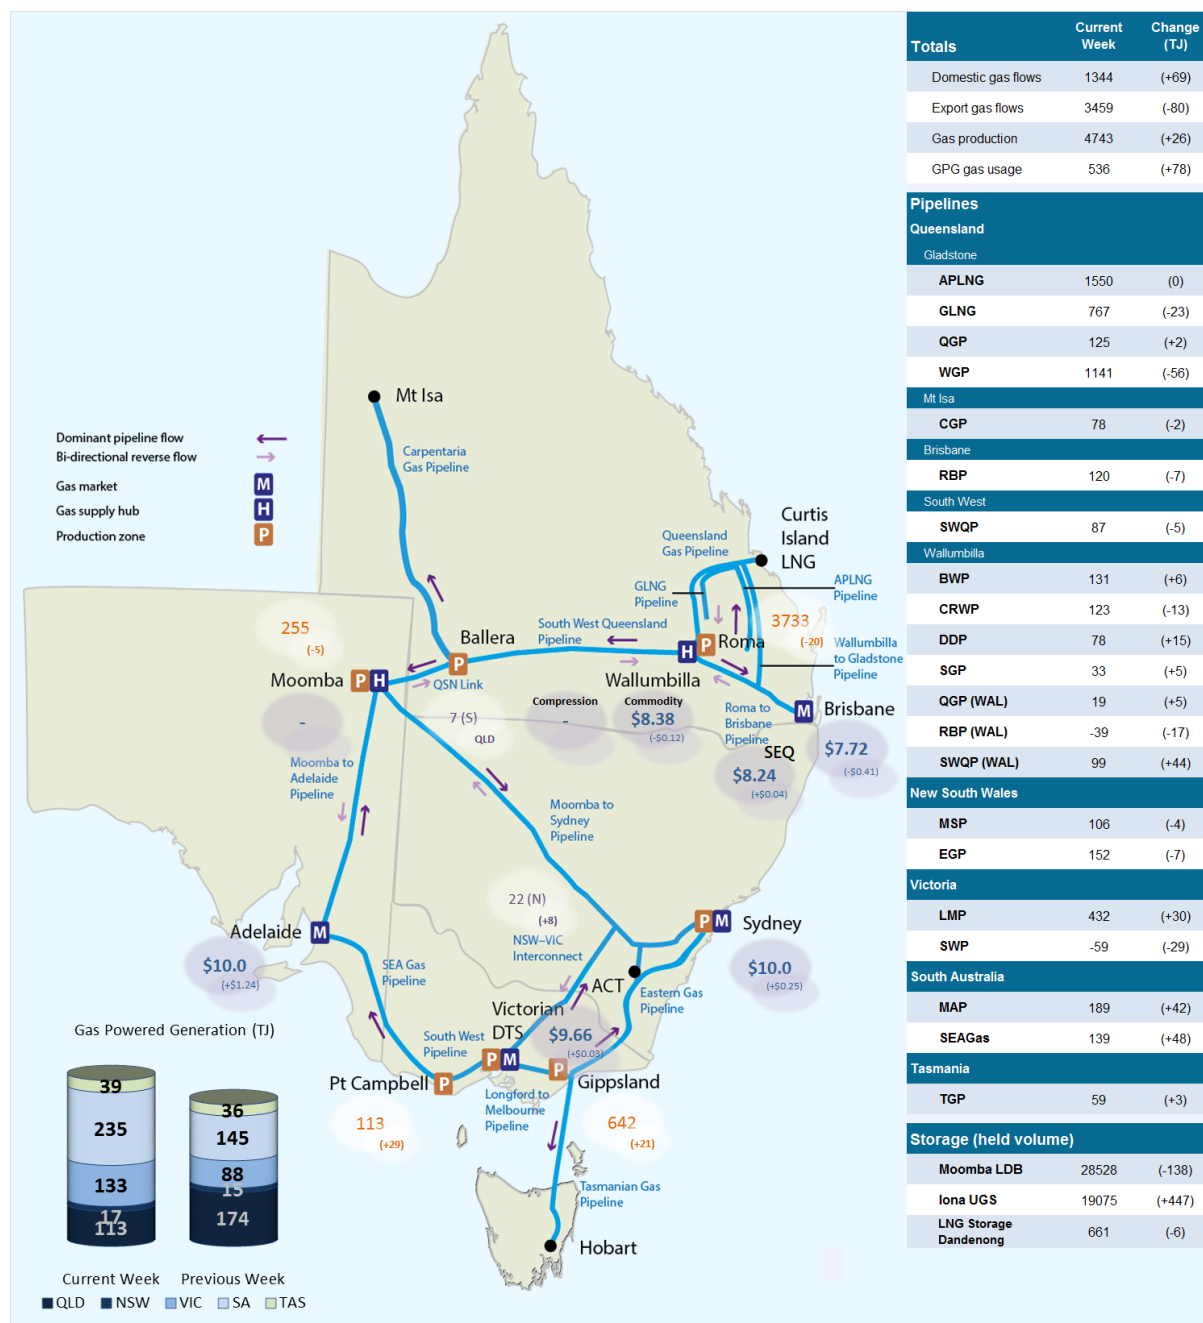 Totals Current Week Change (TJ)
Domestic gas flows 1344 (+69)
Export gas flows 3459 (-80)
Gas production 4743 (+26)
GPG gas usage 536 (+78)
Pipelines
Queensland
Gladstone
APLNG 1550 (0)
GLNG 767 (-23)
QGP 125 (+2)
WGP 1141 (-56)
Mt Isa
CGP 78 (-2)
Brisbane
RBP 120 (-7)
South West
SWQP 87 (-5)
Wallumbilla
BWP 131 (+6)
CRWP 123 (-13)
DDP 78 (+15)
SGP 33 (+5)
QGP (WAL) 19 (+5)
RBP (WAL) -39 (-17)
SWQP (WAL) 99 (+44)
New South Wales
MSP 106 (-4)
EGP 152 (-7)
Victoria
LMP 432 (+30)
SWP -59 (-29)
South Australia
MAP 189 (+42)
SEAGas 139 (+48)
Tasmania
TGP 59 (+3)
Storage (held volume)
Moomba LDB 28528 (-138)
Iona UGS 19075 (+447)
LNG Storage
Dandenong 661 (-6)
Mt Isa
Dominant pipeline flow
Bi-directional reverse flow
Gas market M
Gas supply hub H
Production zone P
Carpentaria
Gas Pipeline
Curtis
Island
LNG
Queensland
Gas Pipeline
GLNG
Pipeline
APLNG
Pipeline
3733
(-20)
255
(-5)
South West Queensland
Pipeline
Ballera
P
H P Roma
Wallumbilla
to Gladstone
Pipeline
Moomba P H
QSN Link
Wallumbilla
-
7 (S)
QLD
Compression
-
Commodity
$8.38
(-$0.12)
Roma to
Brisbane
Pipeline
M Brisbane
$7.72
(-$0.41)
SEQ
$8.24
(+$0.04)
Moomba to
Adelaide
Pipeline
Moomba to
Sydney
Pipeline
22 (N)
(+8)
NSW–VIC
Interconnect
P M Sydney
$10.0
(+$0.25)
Adelaide M
$10.0
(+$1.24)
SEA Gas
Pipeline
ACT
Eastern Gas
Pipeline
Victorian
DTS
$9.66
(+$0.03)
South West
Pipeline
P M
P
Pt Campbell P
Gippsland
113
(+29)
Longford to
Melbourne
Pipeline
642
(+21)
Tasmanian Gas
Pipeline
Hobart
Gas Powered Generation (TJ)
39
235
133
17
113
36
145
88
15
174
Current Week Previous Week
QLD NSW VIC SA TAS